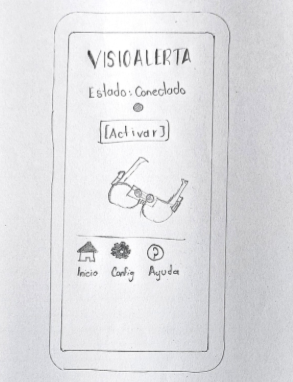 VISIOALERTA
Estado: Conectado
[Activar]
Inicio Config Ayuda